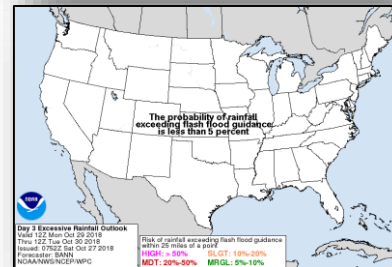 The probability of rainfall
exceeding flash flood guidance
is less than 5 percent
noaa
Day 3 Excessive Rainfall Outlook
Valid 12Z Mon Oct 29 2018
Thru 12Z Tue Oct 30 2018
Issued: 0752Z Sat Oct 27 2018
Forecaster: BANN
NOAA/NWS/NCEP/WPC
Risk of rainfall exceeding flash flood guidance
within 25 miles of a point
HIGH: > 50% SLGT: 10%-20%
MDT: 20%-50% MRGL: 5%-10%